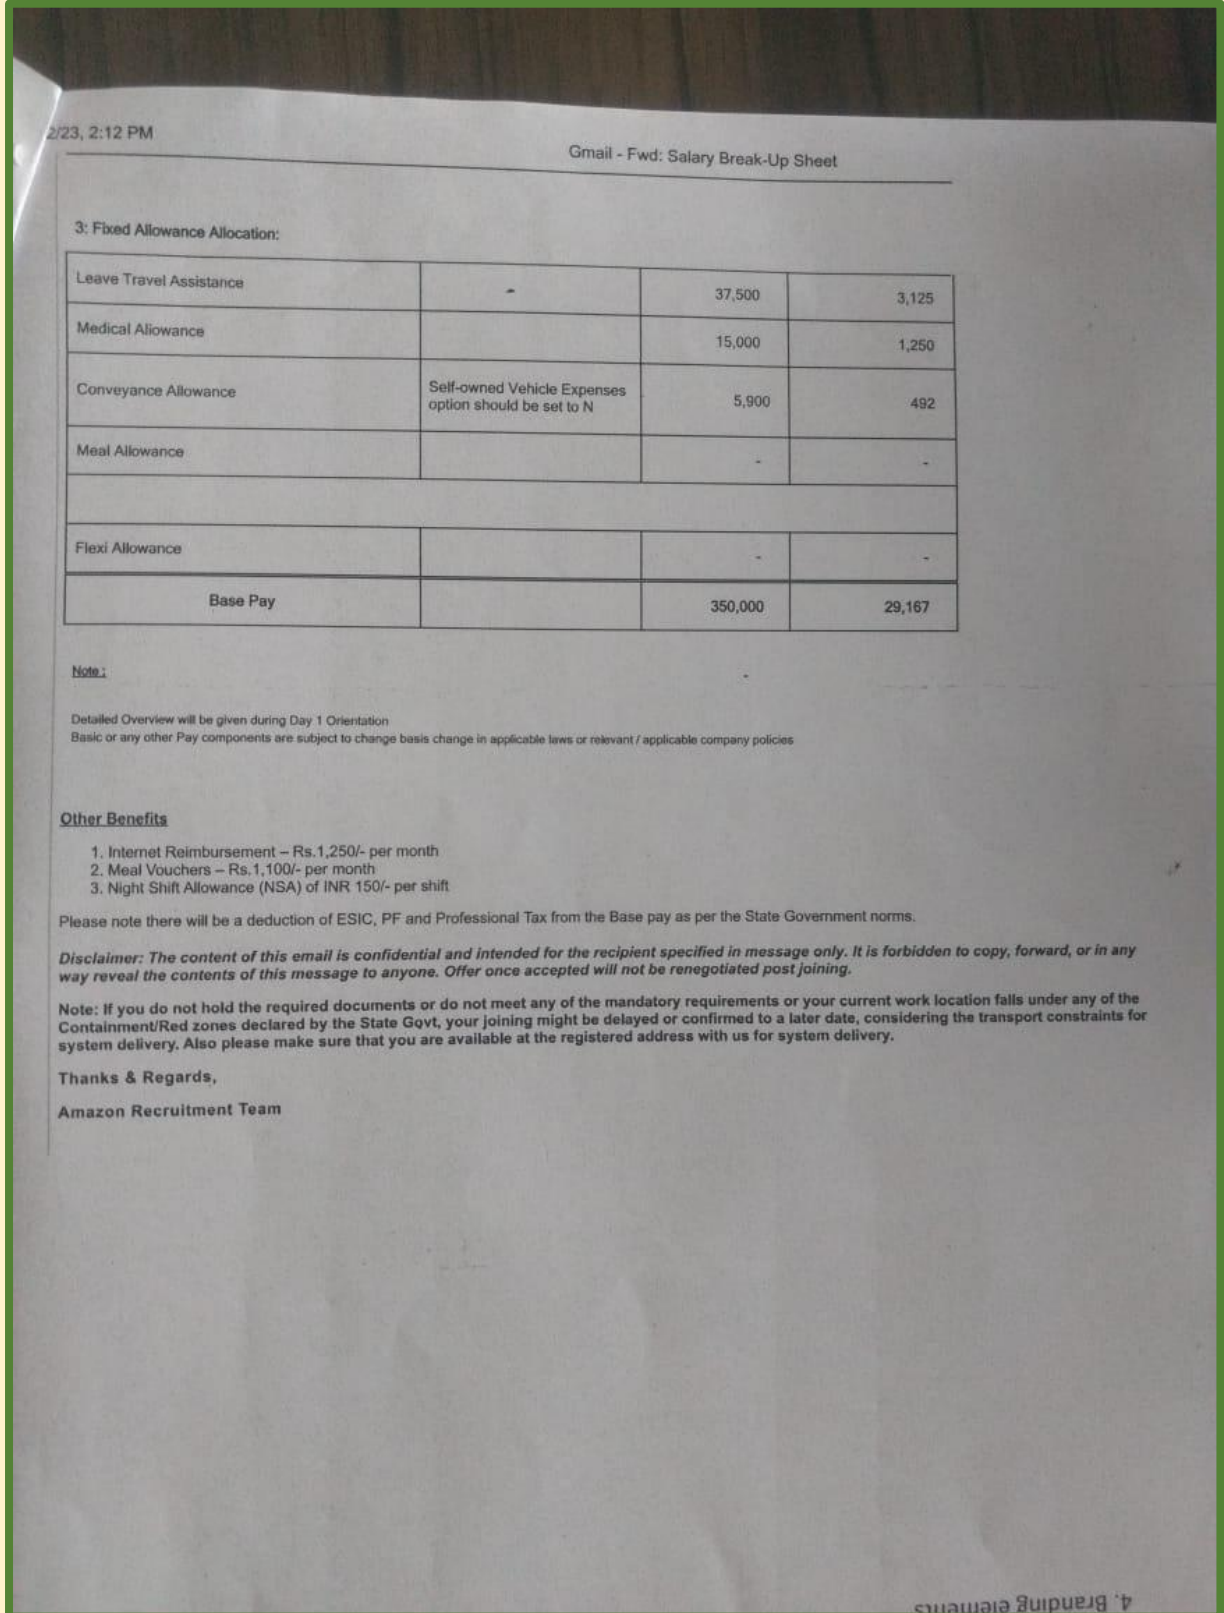 2/23, 2:12 PM
Gmail - Fwd: Salary Break-Up Sheet
3: Fixed Allowance Allocation:
Leave Travel Assistance - 37,500 3,125
Medical Allowance 15,000 1,250
Conveyance Allowance Self-owned Vehicle Expenses option should be set to N 5,900 492
Meal Allowance - -
Flexi Allowance - -
Base Pay 350,000 29,167
Note :
Detailed Overview will be given during Day 1 Orientation
Basic or any other Pay components are subject to change basis change in applicable laws or relevant / applicable company policies
Other Benefits
1. Internet Reimbursement – Rs.1,250/- per month
2. Meal Vouchers – Rs.1,100/- per month
3. Night Shift Allowance (NSA) of INR 150/- per shift
Please note there will be a deduction of ESIC, PF and Professional Tax from the Base pay as per the State Government norms.
Disclaimer: The content of this email is confidential and intended for the recipient specified in message only. It is forbidden to copy, forward, or in any
way reveal the contents of this message to anyone. Offer once accepted will not be renegotiated post joining.
Note: If you do not hold the required documents or do not meet any of the mandatory requirements or your current work location falls under any of the
Containment/Red zones declared by the State Govt, your joining might be delayed or confirmed to a later date, considering the transport constraints for
system delivery. Also please make sure that you are available at the registered address with us for system delivery.
Thanks & Regards,
Amazon Recruitment Team
4. Branding elements